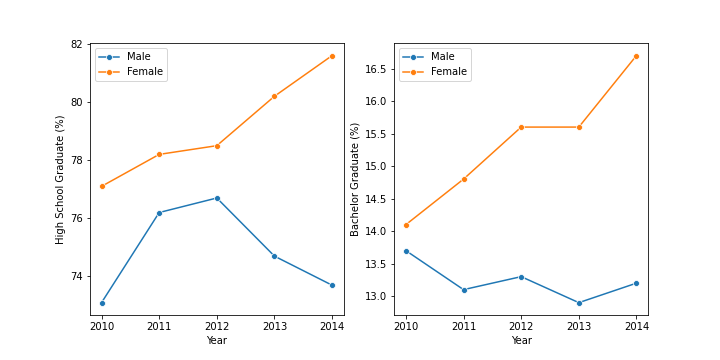 High School Graduate (%)
82
80
78
76
74
Male
Female
2010 2011 2012 2013 2014
Year
Bachelor Graduate (%)
16.5
16.0
15.5
15.0
14.5
14.0
13.5
13.0
Male
Female
2010 2011 2012 2013 2014
Year